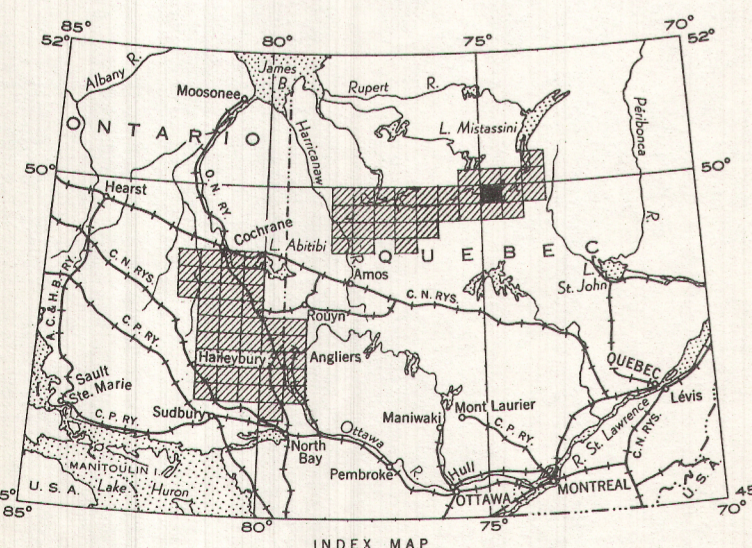 85° 80° 75° 70°
52° 52°
Albany R.
James
B.
Moosonee
Rupert R.
L. Mistassini
Péribonca
R.
ONTARIO
Harricanaw
R.
O. N. RY.
50° 50°
Hearst
Cochrane
L. Abitibi
QUEBEC
Amos
L.
St. John
C. N. RYS.
C. N. RYS.
A.C. & H.B. RY.
C. P. RY.
Rouyn
Haileybury
Angliers
QUEBEC
Lévis
Sault
Ste. Marie
C. P. RY.
Sudbury
Maniwaki
Mont Laurier
C. P. RY.
St. Lawrence
R.
C. N. RYS.
North
Bay
Ottawa
R.
Pembroke
Hull
OTTAWA
MONTREAL
MANITOULIN I.
Lake Huron
U. S. A.
U. S. A.
5° 80° 75° 70°
45
INDEX MAP